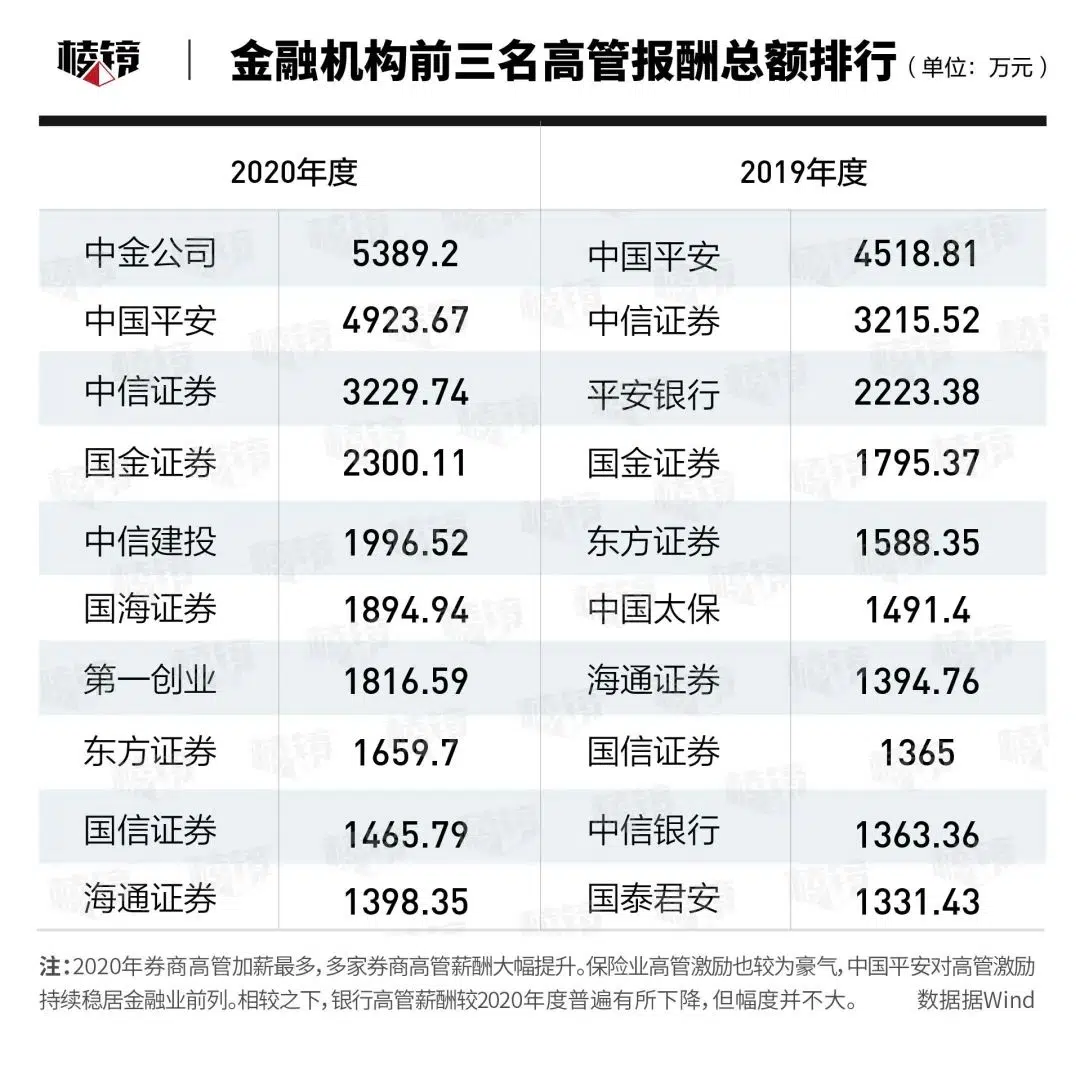 棱镜 | 金融机构前三名高管报酬总额排行（单位：万元）
2020年度 2019年度
中金公司 5389.2 中国平安 4518.81
中国平安 4923.67 中信证券 3215.52
中信证券 3229.74 平安银行 2223.38
国金证券 2300.11 国金证券 1795.37
中信建投 1996.52 东方证券 1588.35
国海证券 1894.94 中国太保 1491.4
第一创业 1816.59 海通证券 1394.76
东方证券 1659.7 国信证券 1365
国信证券 1465.79 中信银行 1363.36
海通证券 1398.35 国泰君安 1331.43
注：2020年券商高管加薪最多，多家券商高管薪酬大幅提升。保险业高管激励也较为豪气，中国平安对高管激励
持续稳居金融业前列。相较之下，银行高管薪酬较2020年度普遍有所下降，但幅度并不大。 数据据Wind